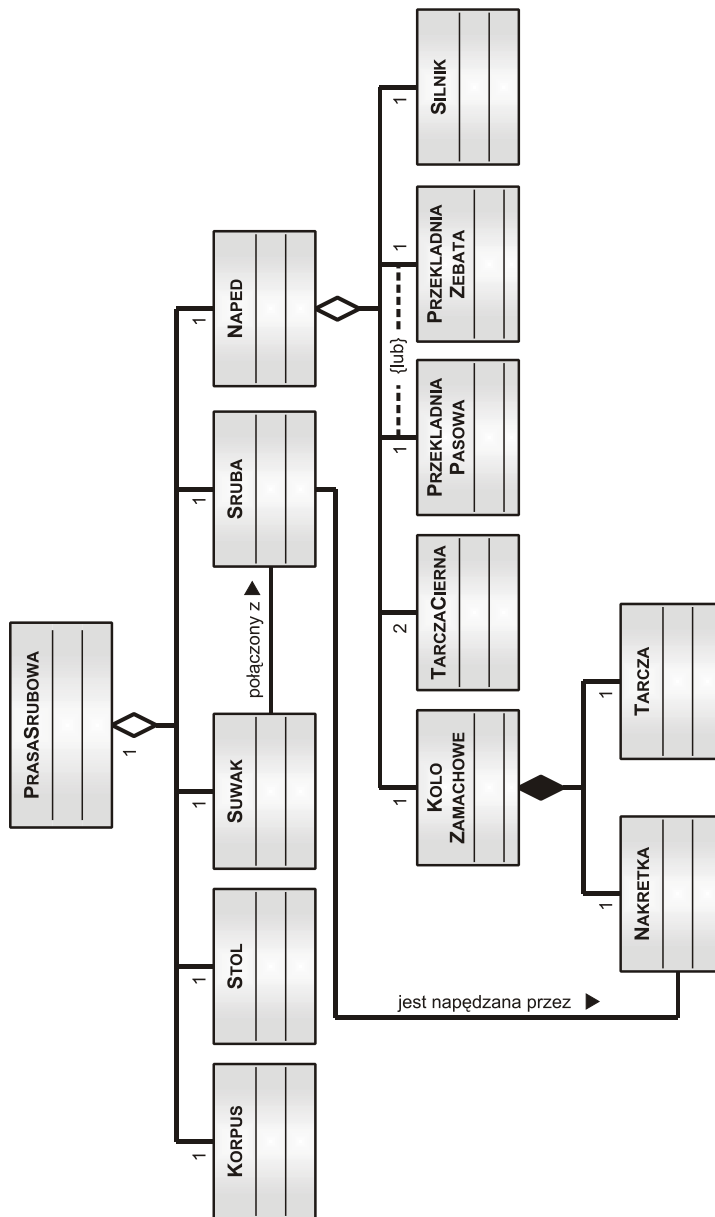 PRASASRUBOWA
1
1 1 1 1 1
KORPUS STOL SUWAK SRUBA NAPED
połączony z
1 2 1 {lub} 1 1
KOLO
ZAMACHOWE
TARCZACIERNA
PRZEKLADNIA
PASOWA
PRZEKLADNIA
ZEBATA
SILNIK
jest napędzana przez
1 1
NAKRETKA TARCZA